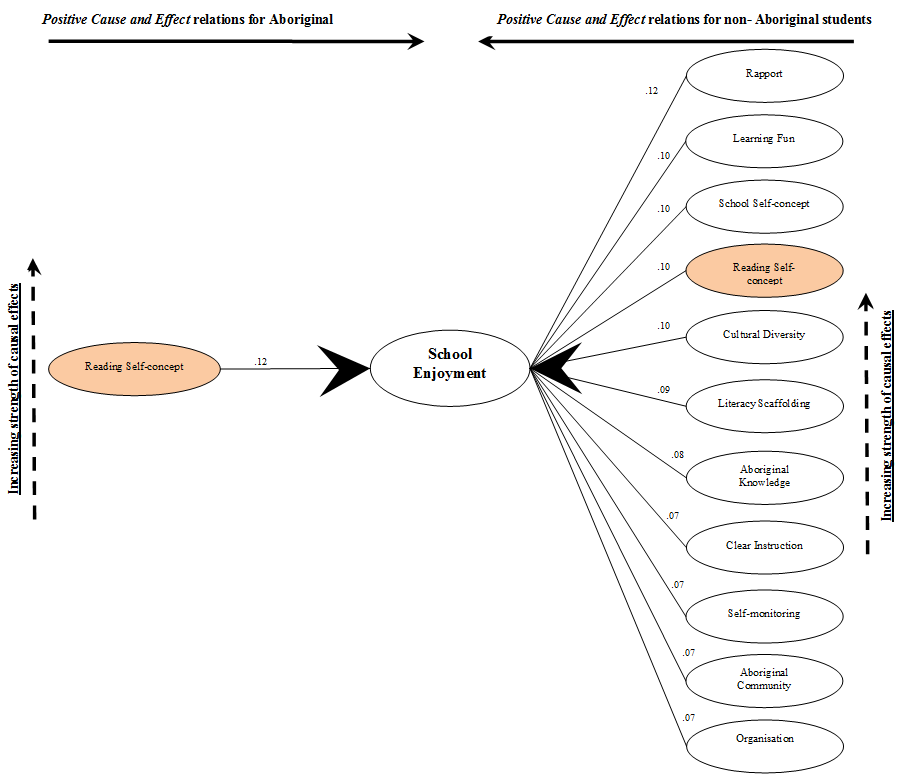 Positive Cause and Effect relations for Aboriginal
Positive Cause and Effect relations for non- Aboriginal students
Increasing strength of causal effects
Reading Self-concept
.12
School
Enjoyment
.12
Rapport
.10
Learning Fun
.10
School Self-concept
.10
Reading Self-
concept
.10
Cultural Diversity
.09
Literacy Scaffolding
.08
Aboriginal
Knowledge
.07
Clear Instruction
.07
Self-monitoring
.07
Aboriginal
Community
.07
Organisation
Increasing strength of causal effects